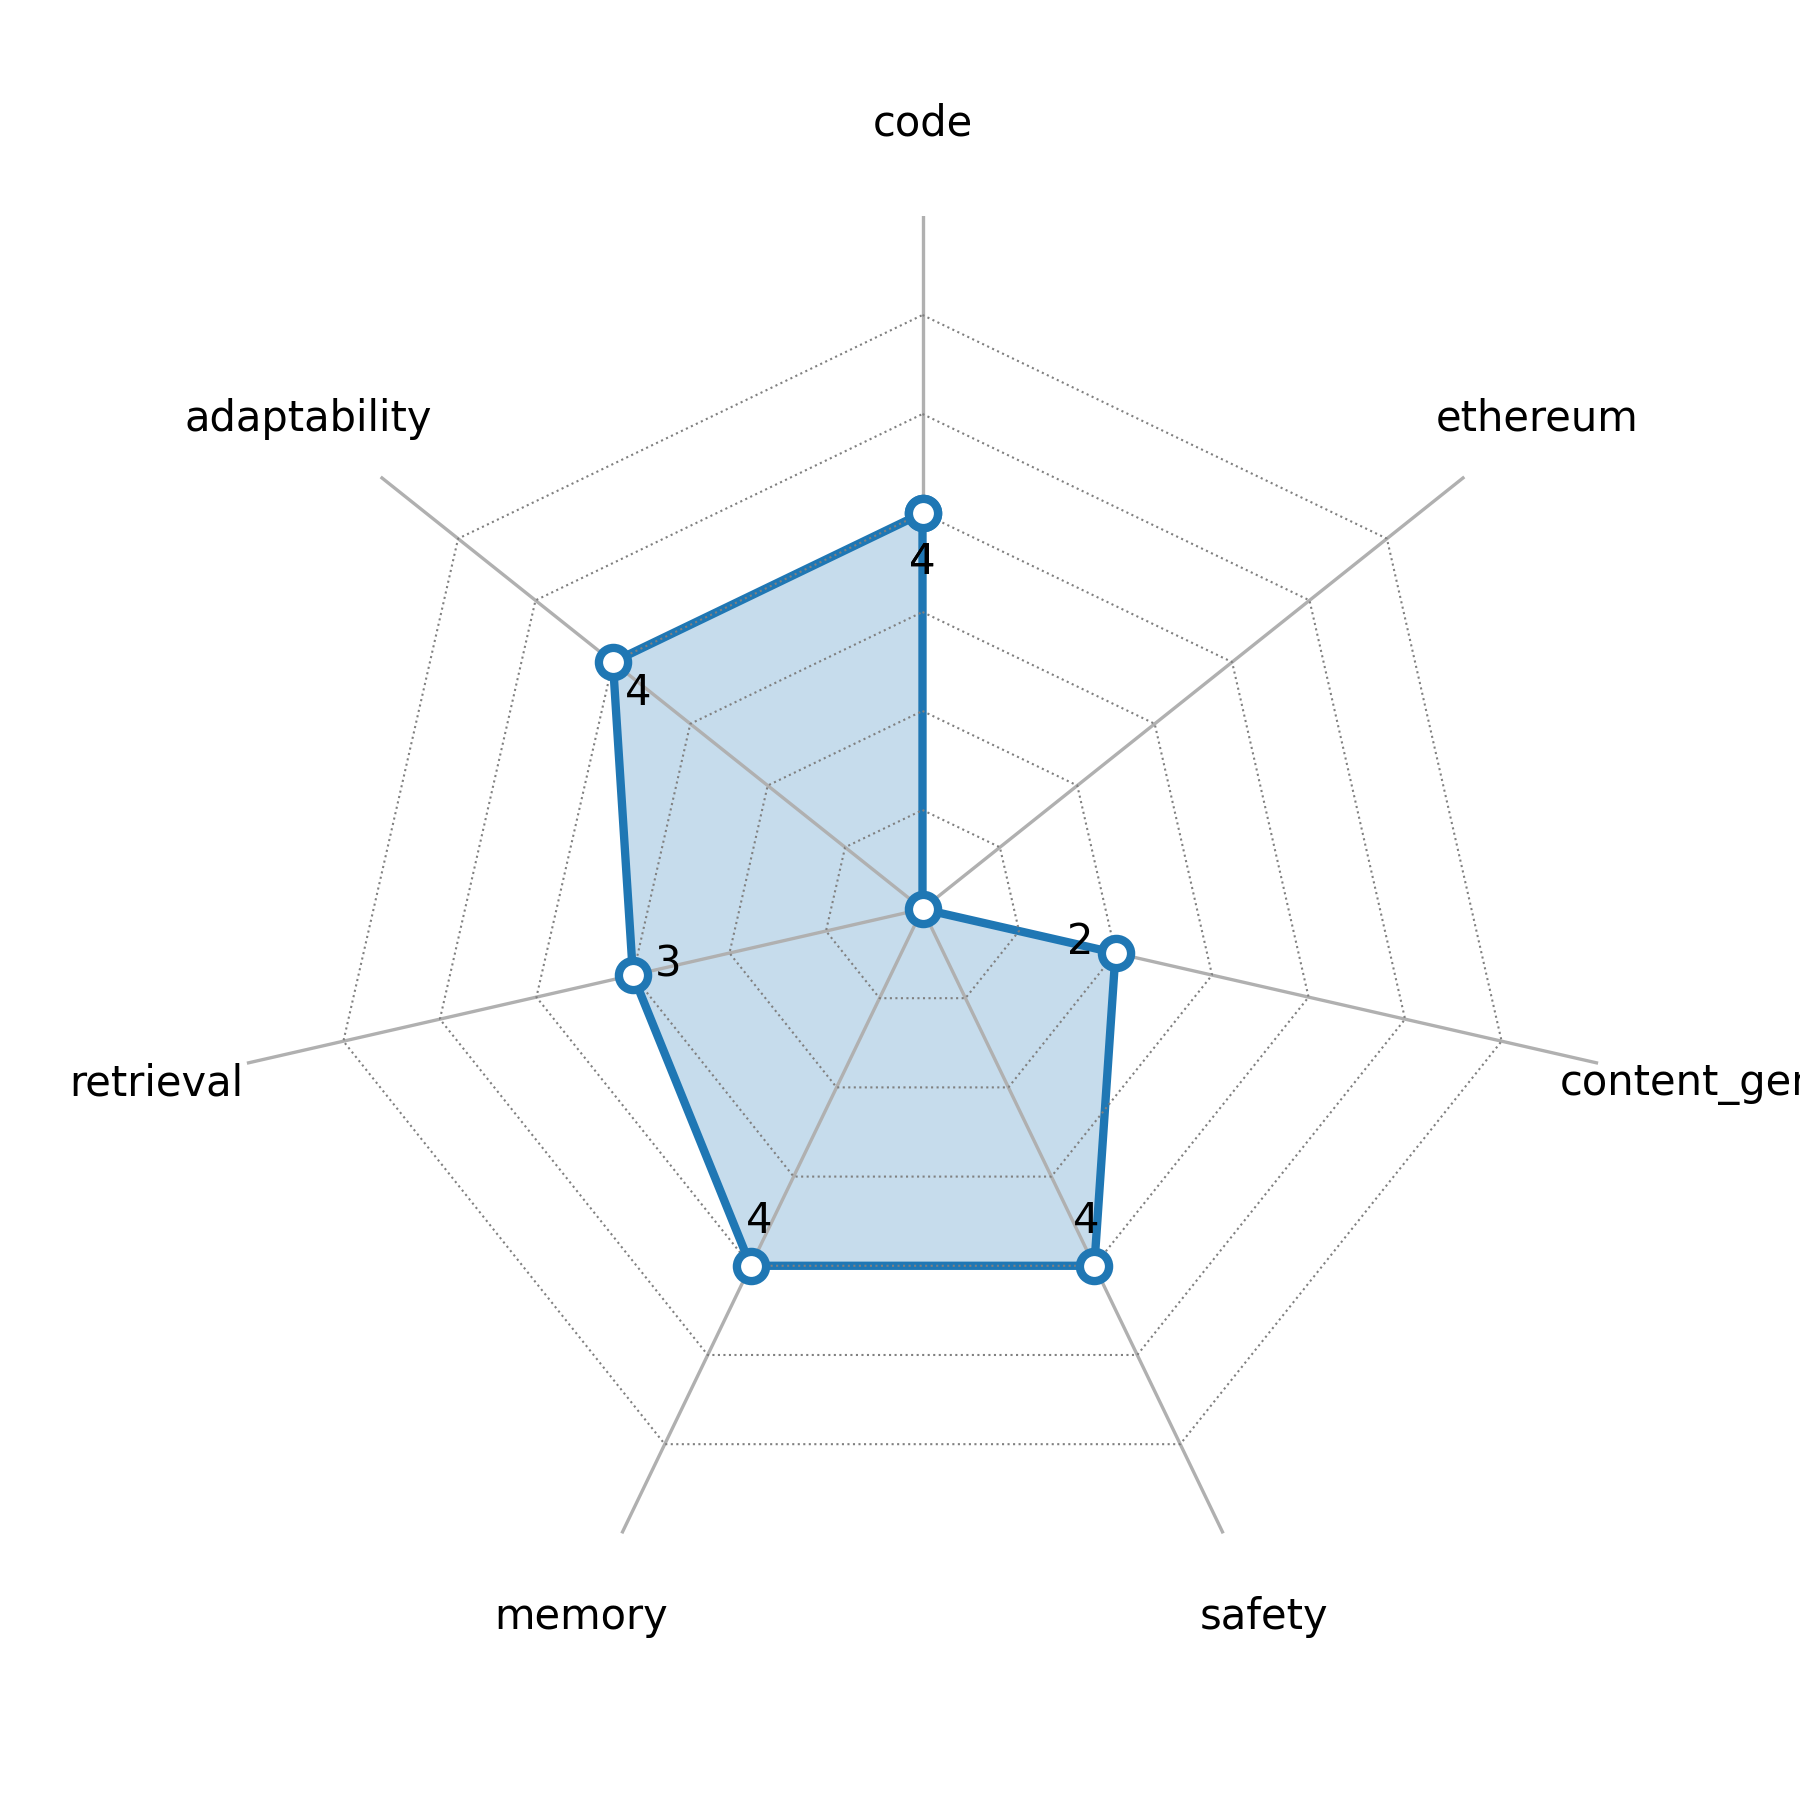 code
adaptability
ethereum
4
4
2
3
retrieval
content_ger
4
4
memory
safety